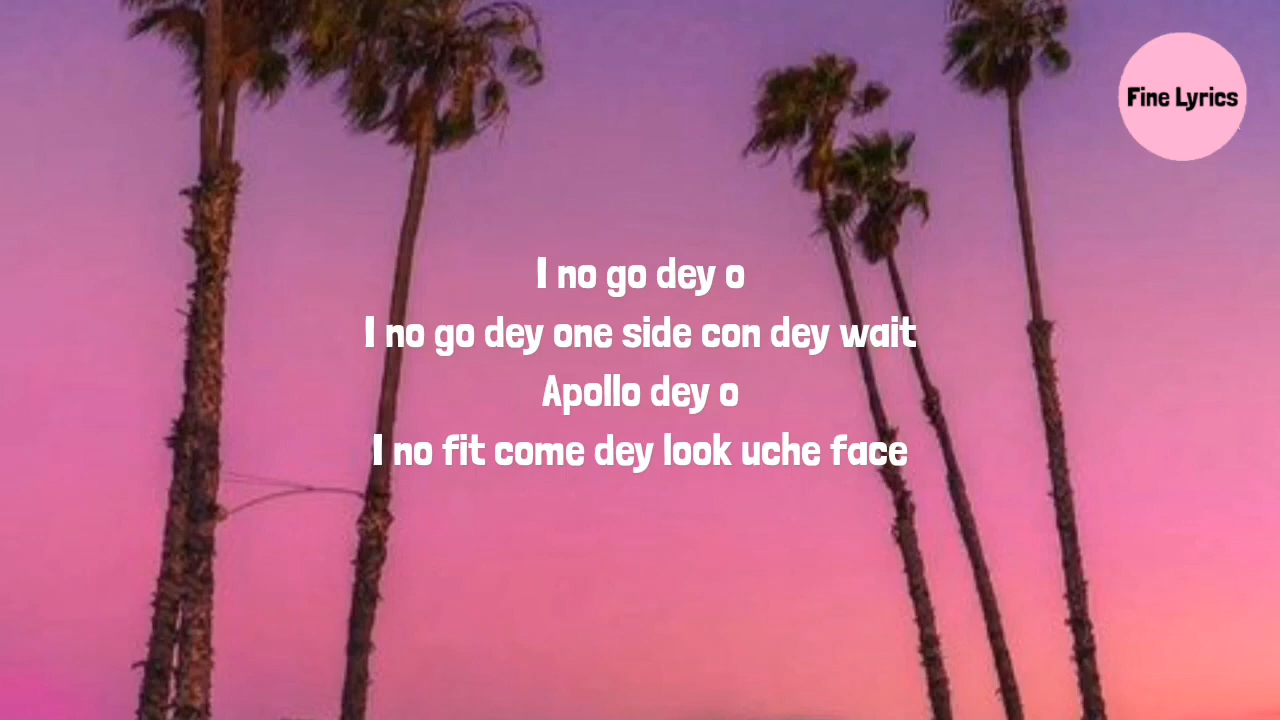 Fine Lyrics
I no go dey o
I no go dey one side con dey wait
Apollo dey o
I no fit come dey look uche face